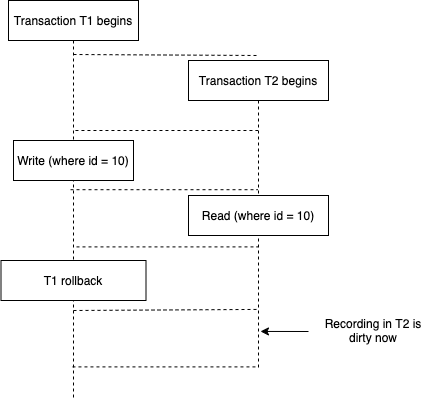 Transaction T1 begins
Transaction T2 begins
Write (where id = 10)
Read (where id = 10)
T1 rollback
Recording in T2 is
dirty now